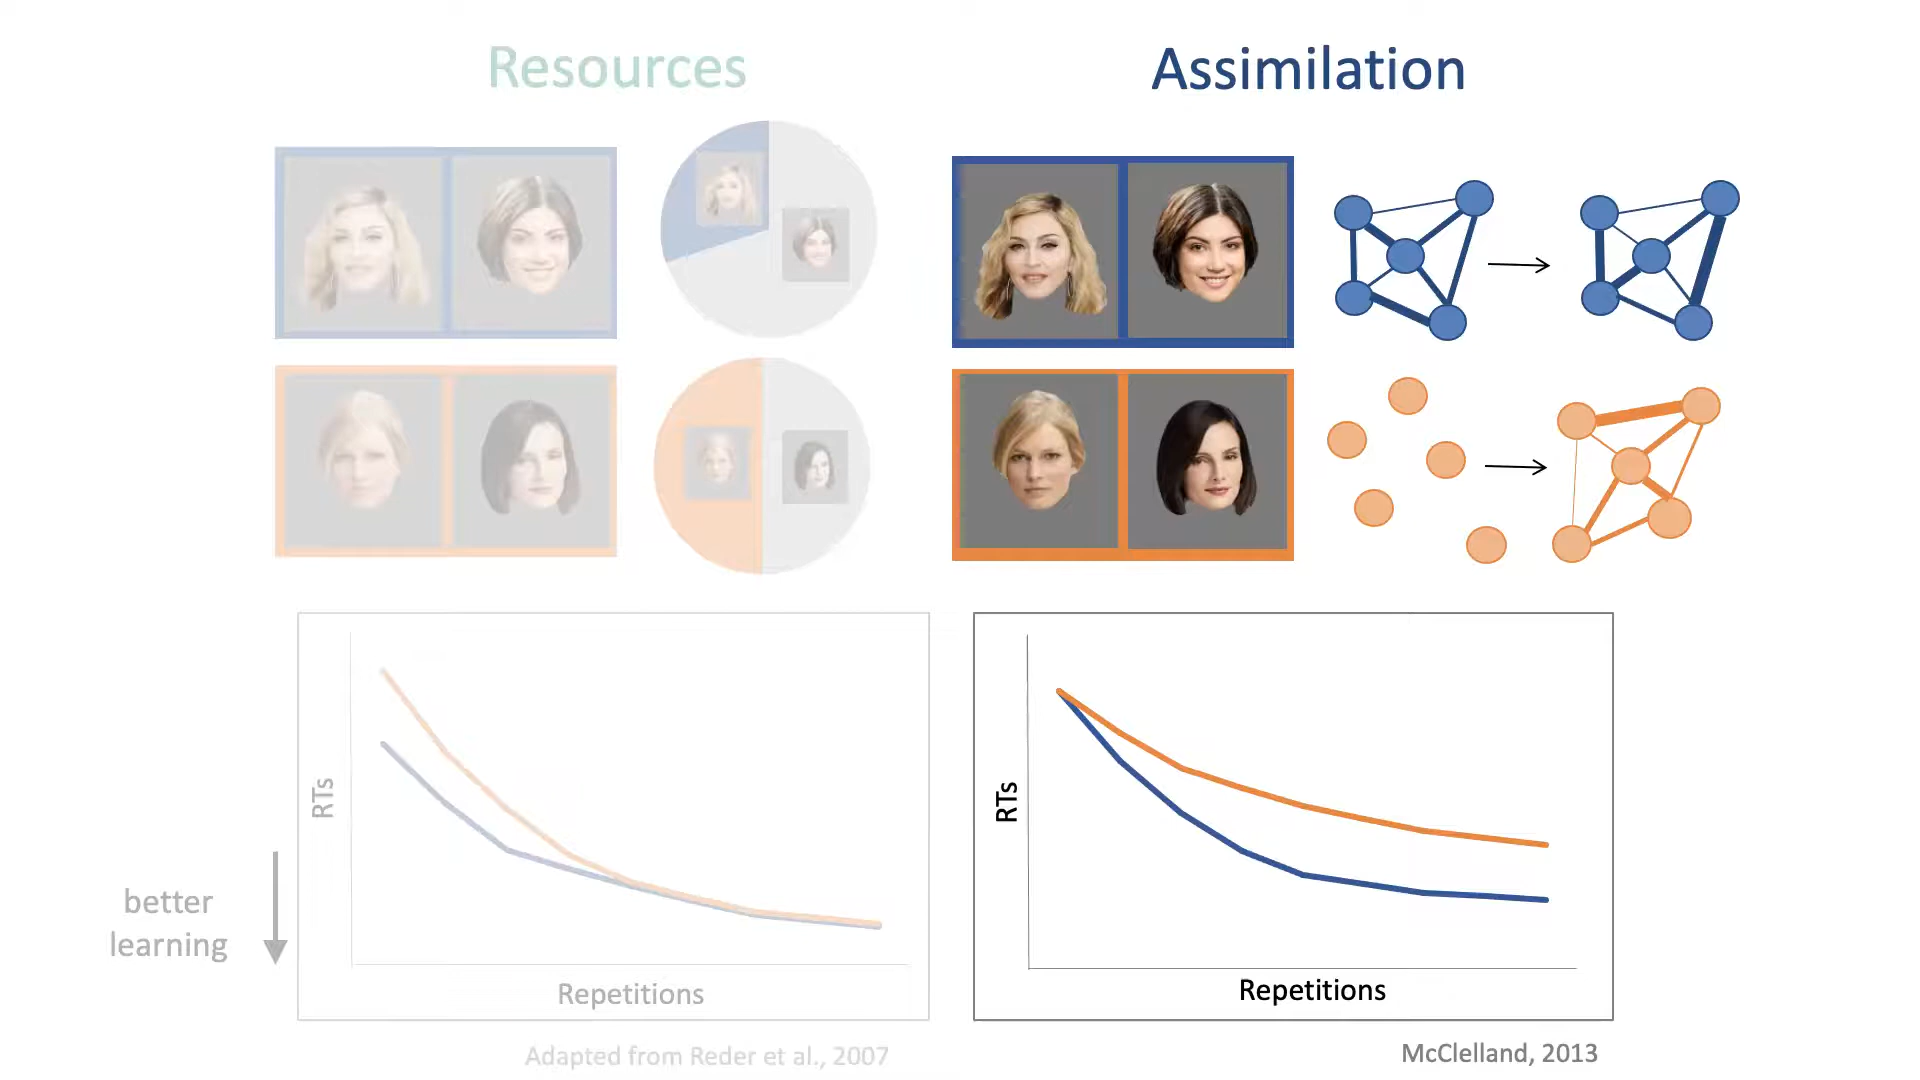 Resources
Assimilation
RTs
better
learning
Repetitions
Adapted from Reder et al., 2007
RTs
Repetitions
McClelland, 2013